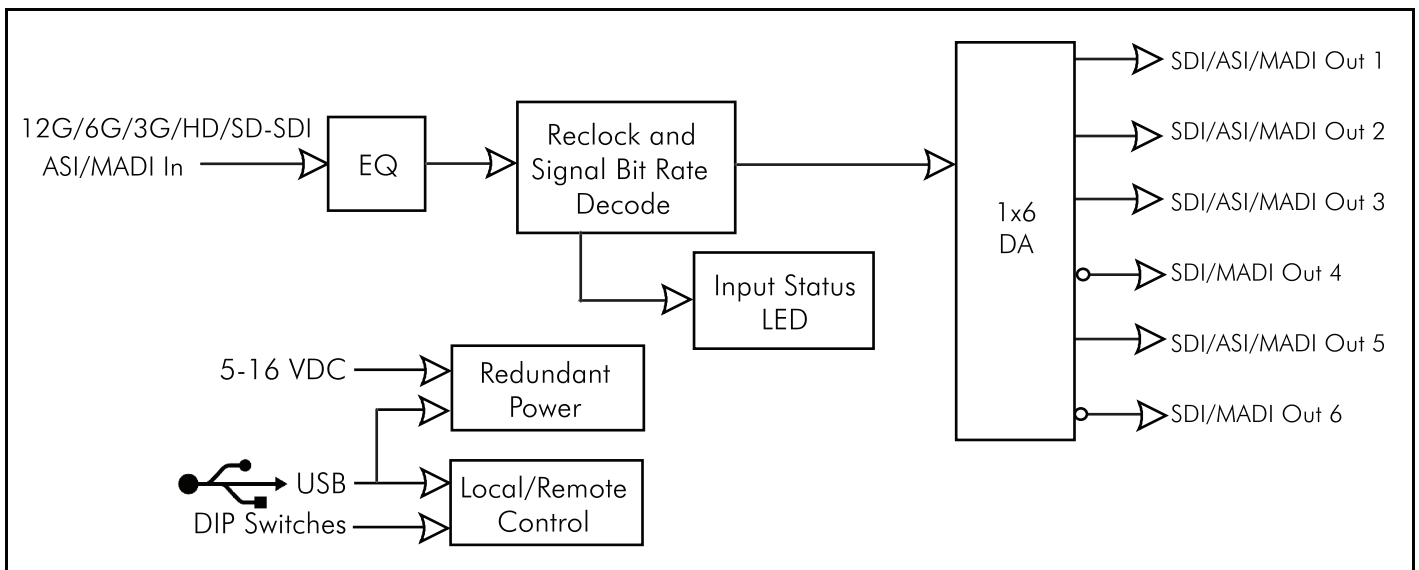 12G/6G/3G/HD/SD-SDI
ASI/MADI In
EQ
Reclock and
Signal Bit Rate
Decode
Input Status
LED
1x6
DA
SDI/ASI/MADI Out 1
SDI/ASI/MADI Out 2
SDI/ASI/MADI Out 3
SDI/MADI Out 4
SDI/ASI/MADI Out 5
SDI/MADI Out 6
5-16 VDC
Redundant
Power
USB
DIP Switches
Local/Remote
Control